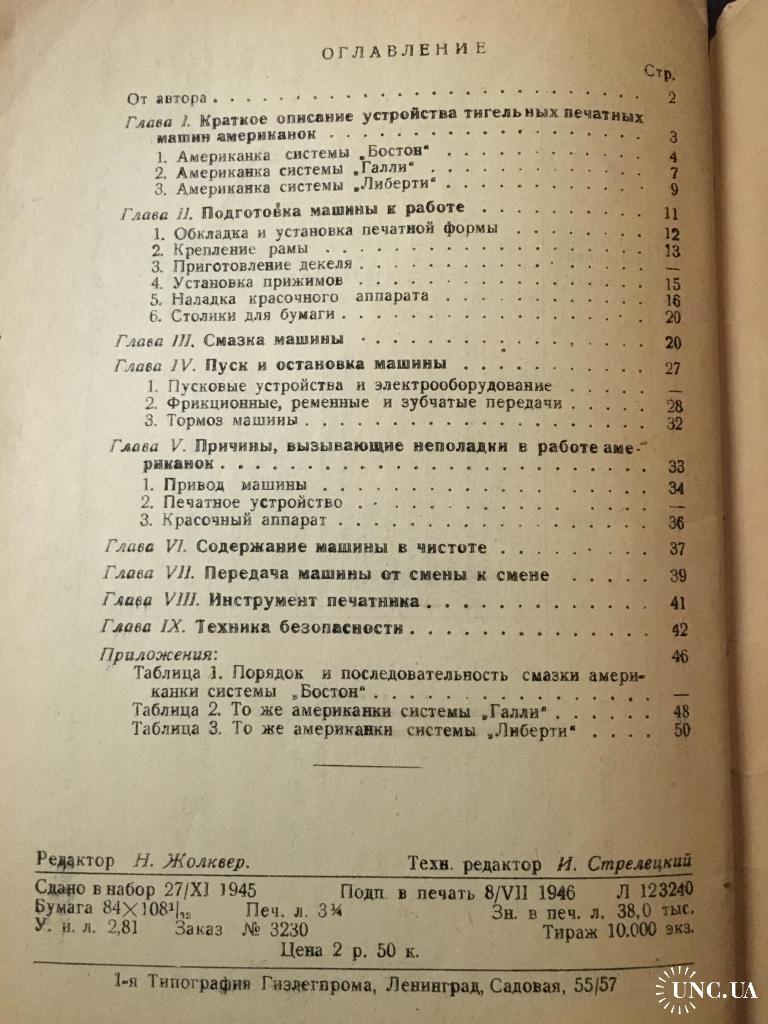 ОГЛАВЛЕНИЕ
Стр.
От автора . . . . . . . . . . . . . . . . . . . . . . . 2
Глава I. Краткое описание устройства тигельных печатных
машин американок . . . . . . . . . . . . . . . . . 3
1. Американка системы „Бостон“ . . . . . . . . . . . 4
2. Американка системы „Галли“ . . . . . . . . . . . . 7
3. Американка системы „Либерти“ . . . . . . . . . . . 9
Глава II. Подготовка машины к работе . . . . . . . . . 11
1. Обкладка и установка печатной формы . . . . . . . 12
2. Крепление рамы . . . . . . . . . . . . . . . . . 13
3. Приготовление декеля . . . . . . . . . . . . . . . —
4. Установка прижимов . . . . . . . . . . . . . . . 15
5. Наладка красочного аппарата . . . . . . . . . . . 16
6. Столики для бумаги . . . . . . . . . . . . . . . . 20
Глава III. Смазка машины . . . . . . . . . . . . . . 20
Глава IV. Пуск и остановка машины . . . . . . . . . . 27
1. Пусковые устройства и электрооборудование . . . . . —
2. Фрикционные, ременные и зубчатые передачи . . . . . 28
3. Тормоз машины . . . . . . . . . . . . . . . . . . 32
Глава V. Причины, вызывающие неполадки в работе аме-
риканок . . . . . . . . . . . . . . . . . . . . . . 33
1. Привод машины . . . . . . . . . . . . . . . . . 34
2. Печатное устройство . . . . . . . . . . . . . . . —
3. Красочный аппарат . . . . . . . . . . . . . . . . 36
Глава VI. Содержание машины в чистоте . . . . . . . . 37
Глава VII. Передача машины от смены к смене . . . . . 39
Глава VIII. Инструмент печатника . . . . . . . . . . . 41
Глава IX. Техника безопасности . . . . . . . . . . . . 42
Приложения: 46
Таблица 1. Порядок и последовательность смазки амери-
канки системы „Бостон“ . . . . . . . . . . . . . . —
Таблица 2. То же американки системы „Галли“ . . . . . . 48
Таблица 3. То же американки системы „Либерти“ . . . . 50
Редактор Н. Жолквер. Техн. редактор И. Стрелецкий
Сдано в набор 27/XI 1945 Подп. в печать 8/VII 1946 Л 123240
Бумага 84×108¹/₃₂ Печ. л. 3¼ Зн. в печ. л. 38,0 тыс.
У. и. л. 2,81 Заказ № 3230 Тираж 10.000 экз.
Цена 2 р. 50 к.
1-я Типография Гизлегпрома, Ленинград, Садовая, 55/57
UNC.UA